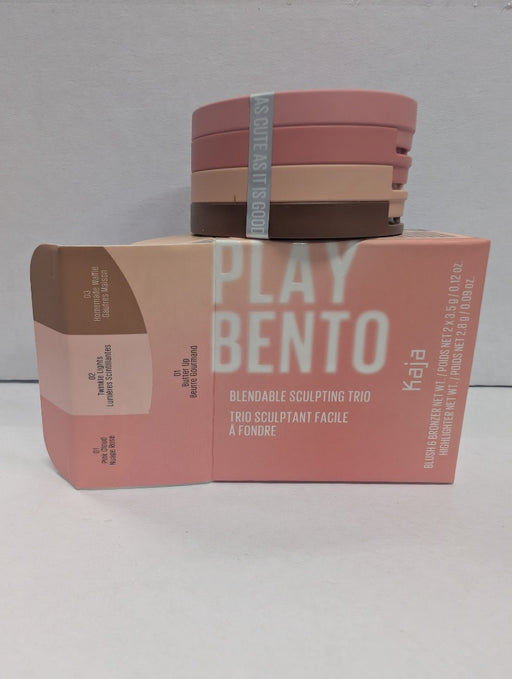 AS CUTE AS IT IS GOOD
PLAY
BENTO
BLENDABLE SCULPTING TRIO
TRIO SCULPTANT FACILE
À FONDRE
Kaja
BLUSH & BRONZER NET WT. / POIDS NET 2 x 3.5 g / 0.12 oz.
HIGHLIGHTER NET WT. / POIDS NET 2.8 g / 0.09 oz.
03
Homemade Waffle
Gaufres Maison
02
Twinkle Lights
Lumières Scintillantes
01
Pink Cloud
Nuage Rose
01
Butter Up
Beurre Gourmand